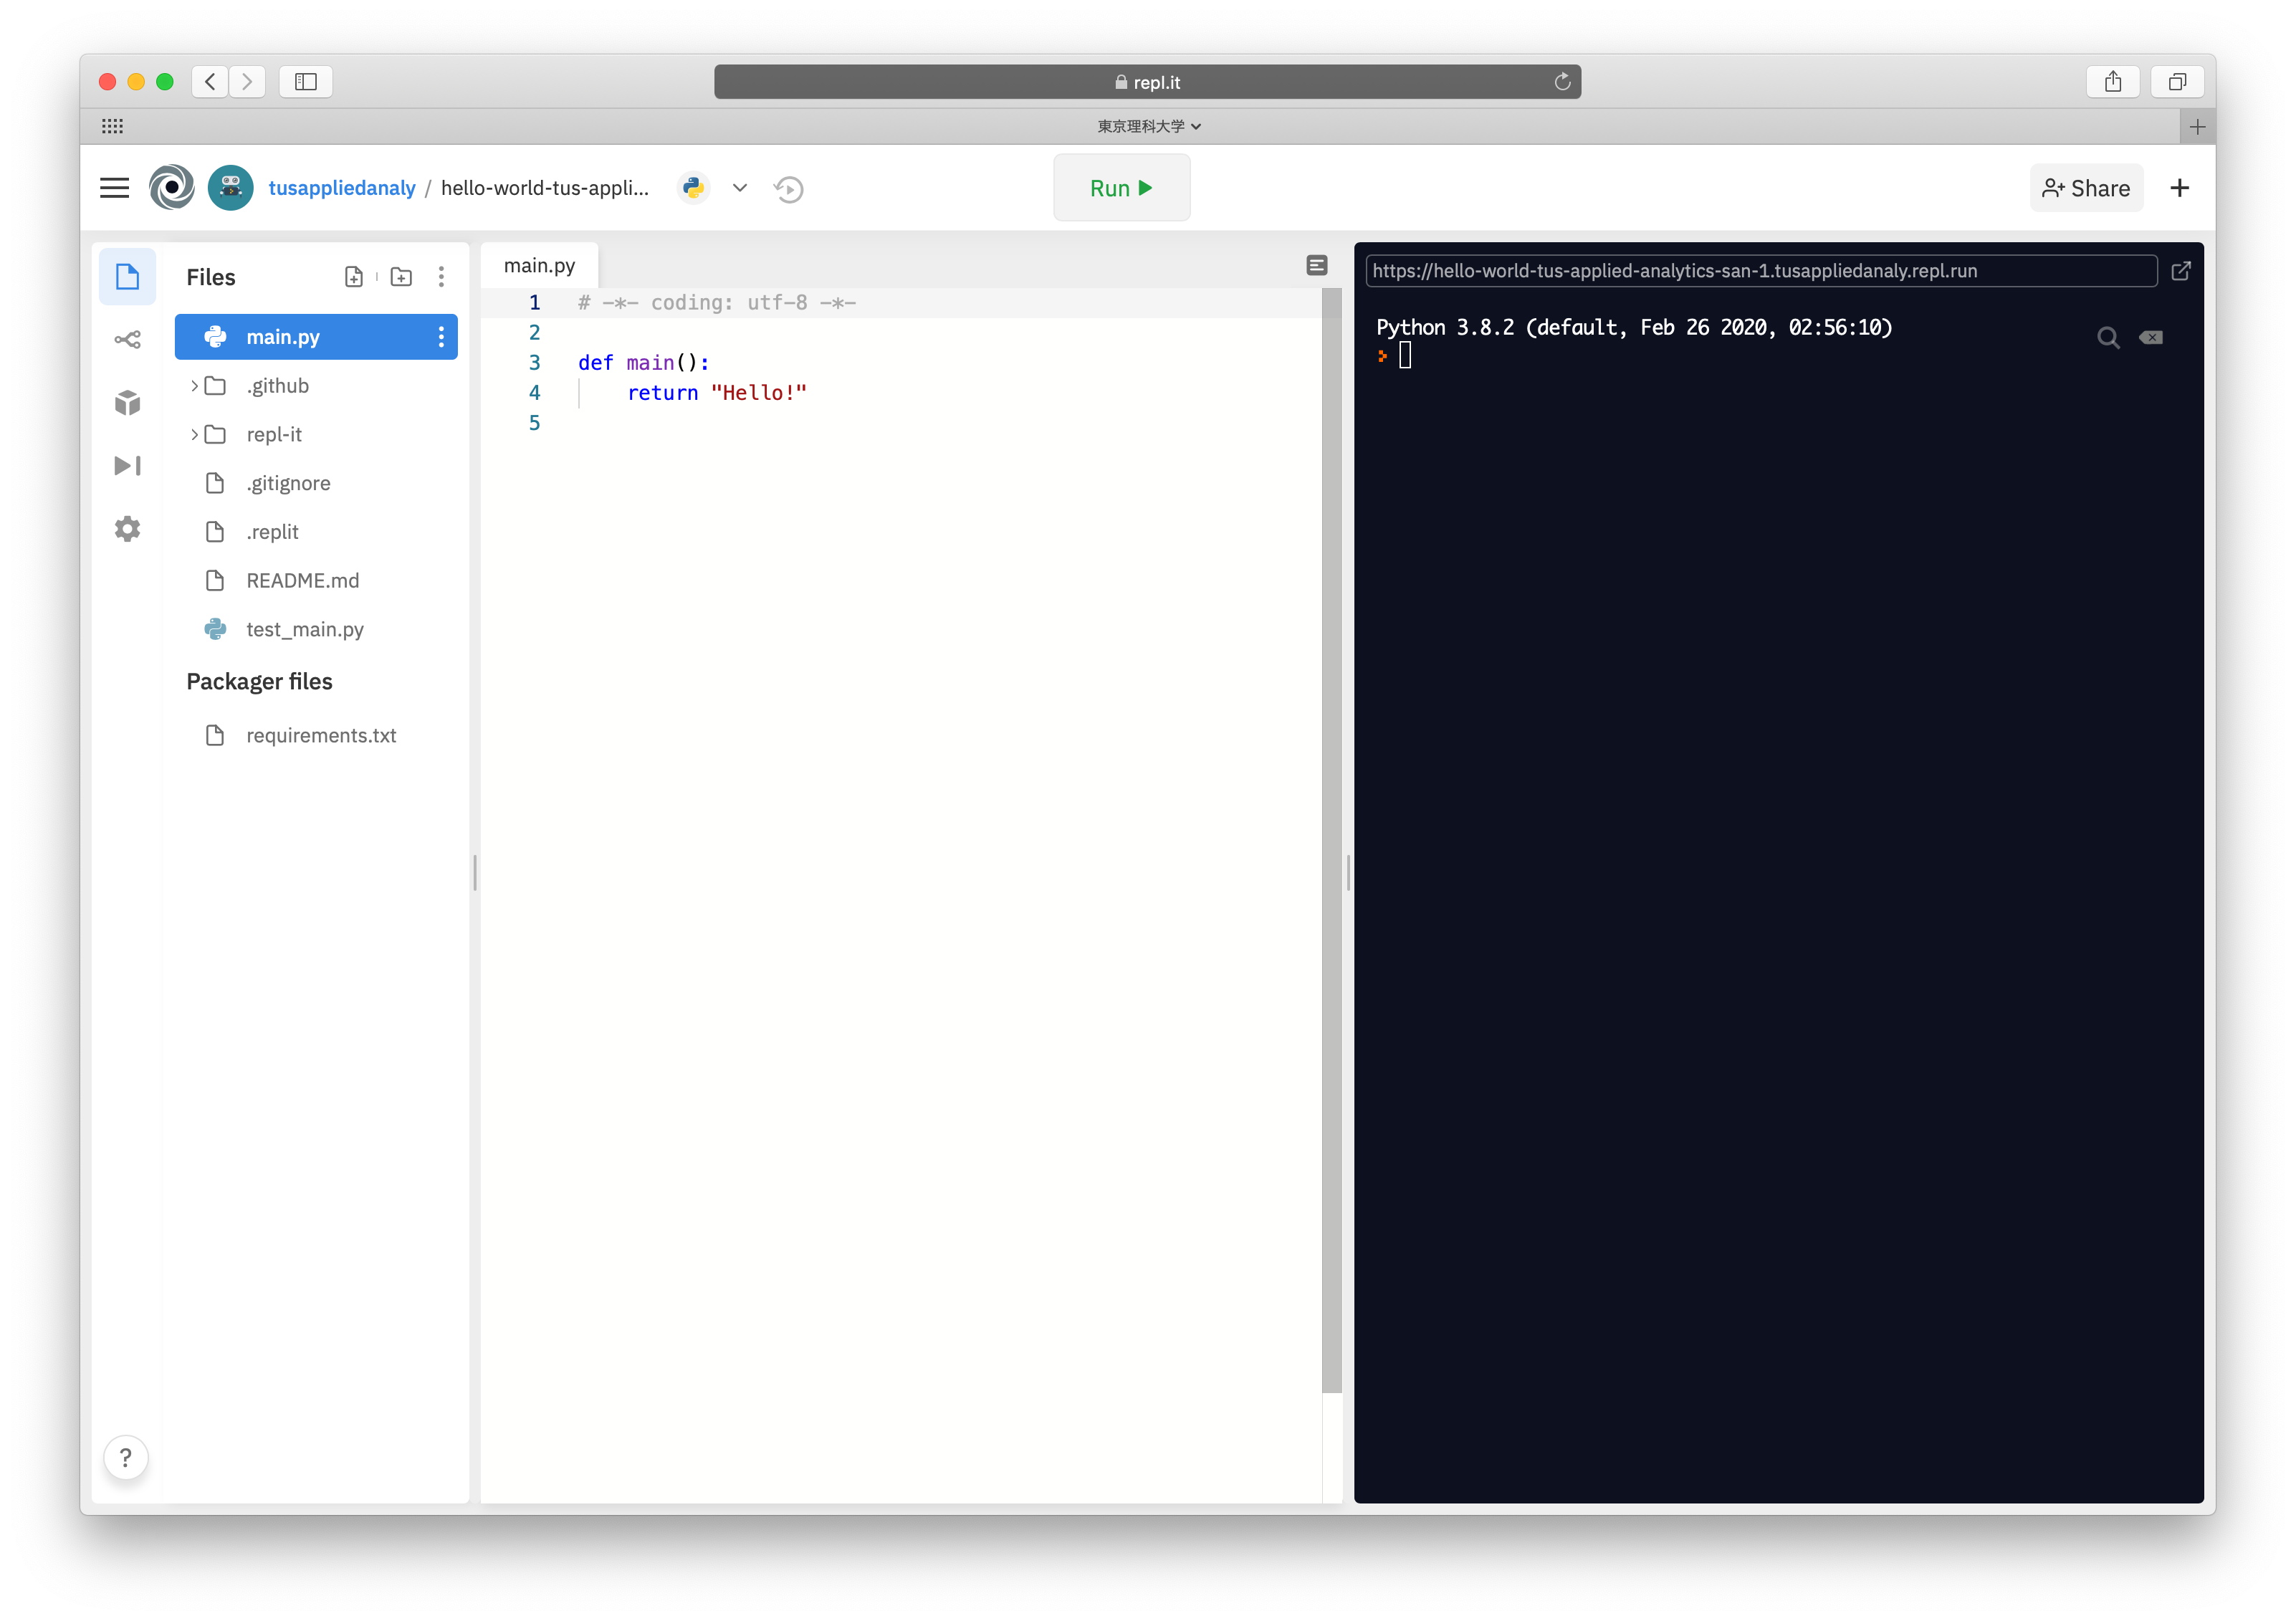 repl.it
東京理科大学
tusappliedanaly / hello-world-tus-appli...
Run
Share
Files
main.py
.github
repl-it
.gitignore
.replit
README.md
test_main.py
Packager files
requirements.txt
?
main.py
1 # -*- coding: utf-8 -*-
2
3 def main():
4     return "Hello!"
5
https://hello-world-tus-applied-analytics-san-1.tusappliedanaly.repl.run
Python 3.8.2 (default, Feb 26 2020, 02:56:10)